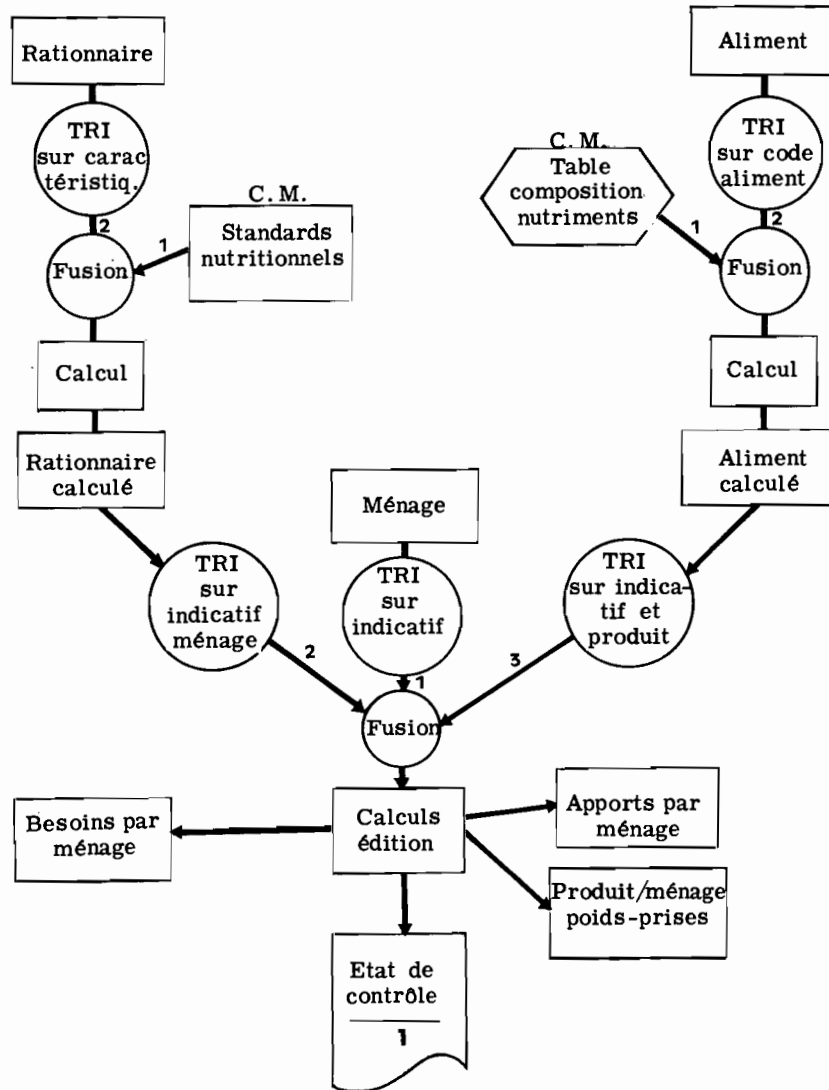 Rationnaire
TRI
sur carac
téristiq.
2
Fusion
1
C. M.
Standards
nutritionnels
Calcul
Rationnaire
calculé
TRI
sur
indicatif
ménage
2
Aliment
TRI
sur code
aliment
2
C. M.
Table
composition
nutriments
1
Fusion
Calcul
Aliment
calculé
TRI
sur indica-
tif et
produit
3
Ménage
TRI
sur
indicatif
1
Fusion
Calculs
édition
Besoins par
ménage
Apports par
ménage
Produit/ménage
poids-prises
Etat de
contrôle
1